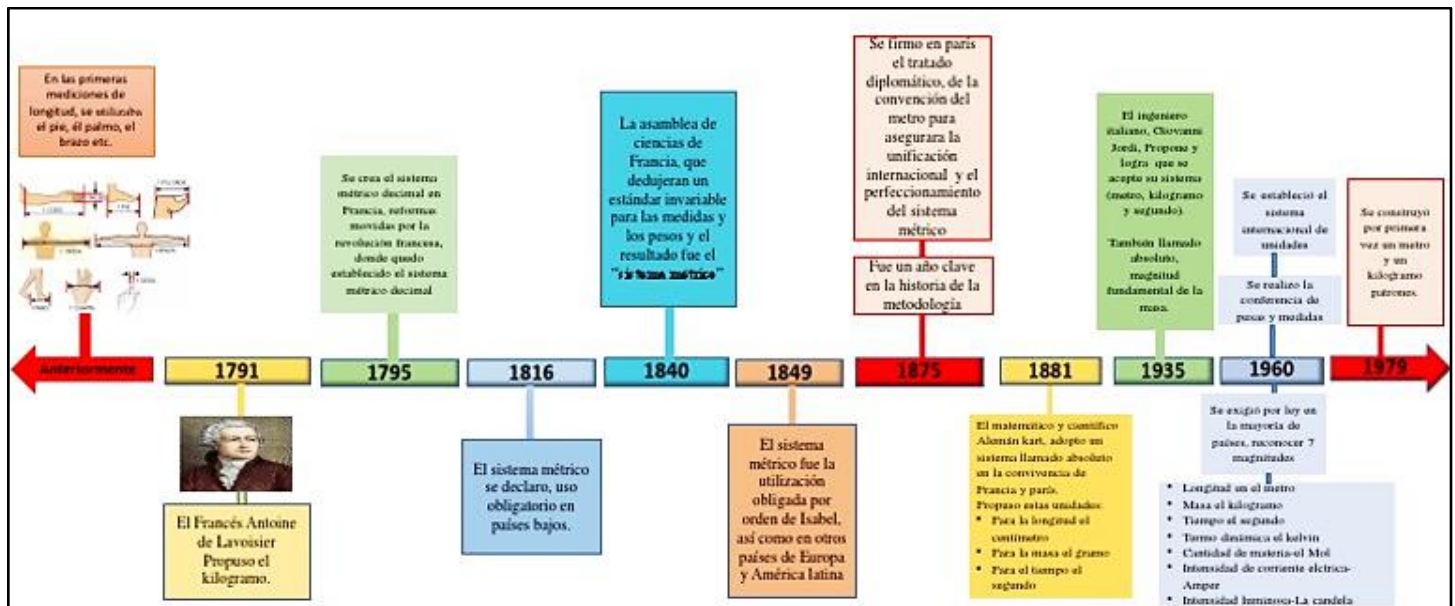 En las primeras
mediciones de
longitud, se utilizaba
el pie, él palmo, el
brazo etc.
Anteriormente
1791
El Francés Antoine
de Lavoisier
Propuso el
kilogramo.
Se crea el sistema
métrico decimal en
Francia, reformas
movidas por la
revolución francesa,
donde quedo
establecido el sistema
métrico decimal
1795
1816
El sistema métrico
se declaro, uso
obligatorio en
países bajos.
La asamblea de
ciencias de
Francia, que
dedujeran un
estándar invariable
para las medidas y
los pesos y el
resultado fue el
"sistema métrico"
1840
1849
El sistema
métrico fue la
utilización
obligada por
orden de Isabel,
así como en otros
países de Europa
y América latina
Se firmo en parís
el tratado
diplomático, de la
convención del
metro para
asegurara la
unificación
internacional y el
perfeccionamiento
del sistema
métrico
Fue un año clave
en la historia de la
metodología
1875
1881
El matemático y científico
Alemán kart, adopto un
sistema llamado absoluto
en la convivencia de
Francia y parís.
Propuso estas unidades:
• Para la longitud el
centímetro
• Para la masa el gramo
• Para el tiempo el
segundo
El ingeniero
italiano, Giovanni
Jordi, Propone y
logra que se
acepte su sistema
(metro, kilogramo
y segundo).
También llamado
absoluto,
magnitud
fundamental de la
masa.
1935
Se estableció el
sistema
internacional de
unidades
Se realizo la
conferencia de
pesas y medidas
1960
Se exigió por ley en
la mayoría de
países, reconocer 7
magnitudes
• Longitud un el metro
• Masa el kilogramo
• Tiempo el segundo
• Termo dinámica el kelvin
• Cantidad de materia-el Mol
• Intensidad de corriente elctrica-
Amper
• Intensidad luminosa-La candela
Se construyó
por primera
vez un metro
y un
kilogramo
patrones.
1979